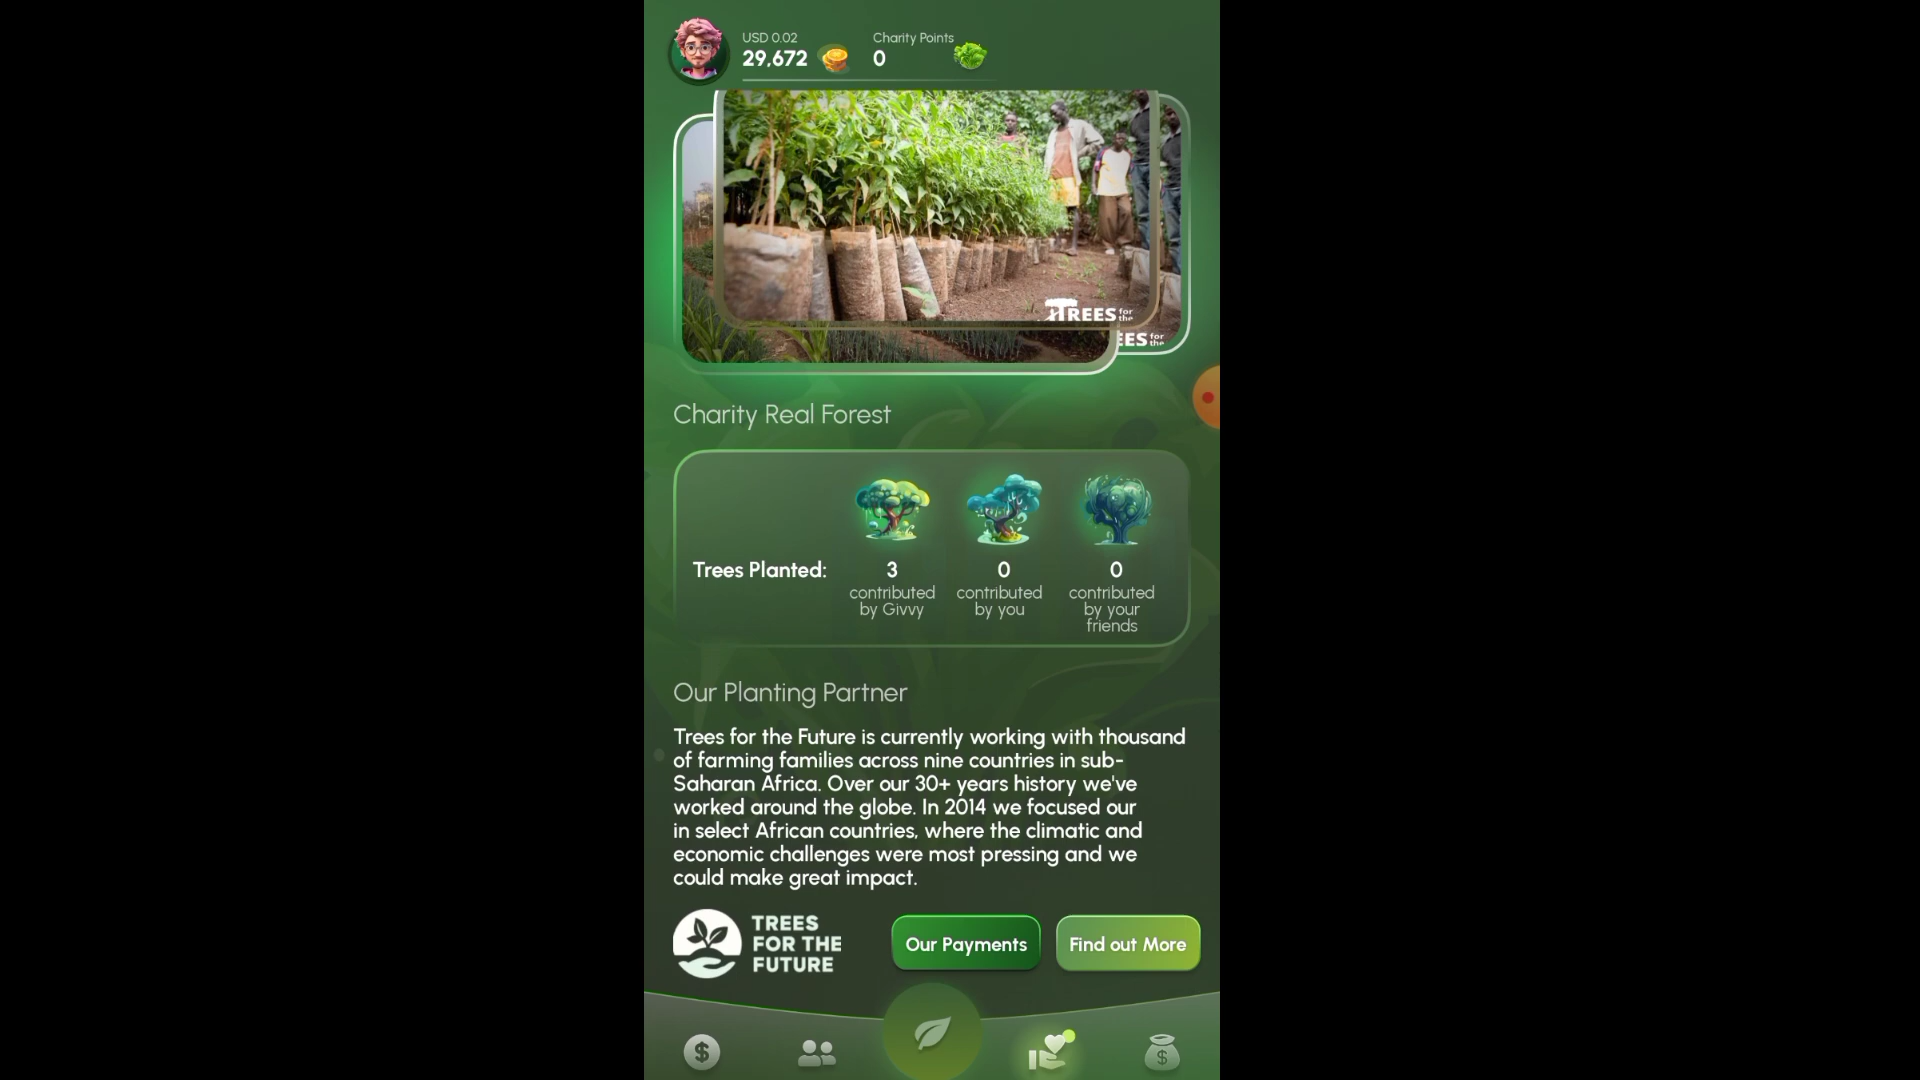 USD 0.02
29,672
Charity Points
0
TREES for the
EES for the
Charity Real Forest
Trees Planted:
3
contributed
by Givvy
0
contributed
by you
0
contributed
by your
friends
Our Planting Partner
Trees for the Future is currently working with thousand
of farming families across nine countries in sub-
Saharan Africa. Over our 30+ years history we've
worked around the globe. In 2014 we focused our
in select African countries, where the climatic and
economic challenges were most pressing and we
could make great impact.
TREES
FOR THE
FUTURE
Our Payments
Find out More